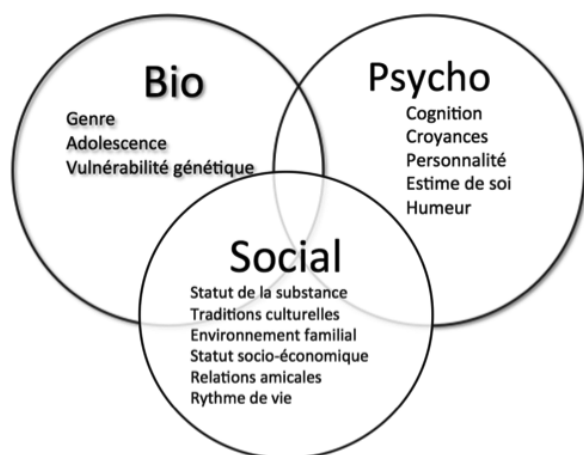 Bio
Genre
Adolescence
Vulnérabilité génétique
Psycho
Cognition
Croyances
Personnalité
Estime de soi
Humeur
Social
Statut de la substance
Traditions culturelles
Environnement familial
Statut socio-économique
Relations amicales
Rythme de vie